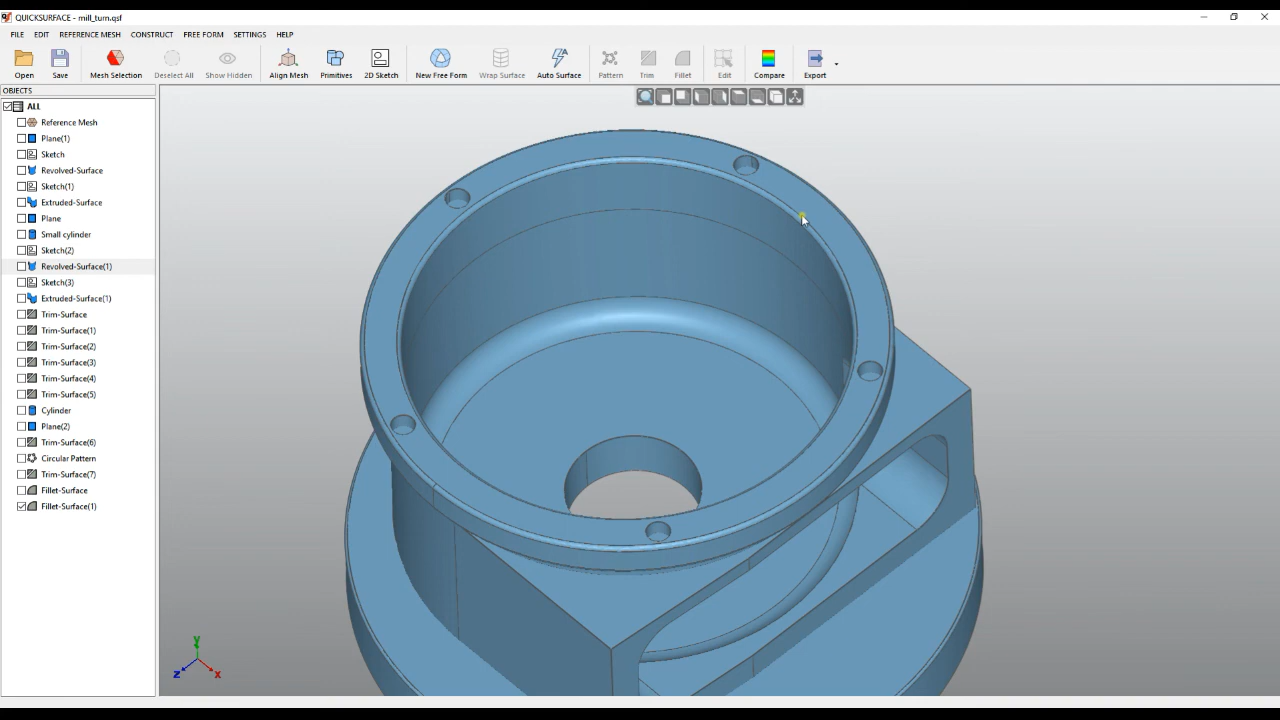 QUICKSURFACE - mill_turn.qsf
FILE EDIT REFERENCE MESH CONSTRUCT FREE FORM SETTINGS HELP
Open Save Mesh Selection Deselect All Show Hidden Align Mesh Primitives 2D Sketch New Free Form Wrap Surface Auto Surface Pattern Trim Fillet Edit Compare Export
OBJECTS
ALL
Reference Mesh
Plane(1)
Sketch
Revolved-Surface
Sketch(1)
Extruded-Surface
Plane
Small cylinder
Sketch(2)
Revolved-Surface(1)
Sketch(3)
Extruded-Surface(1)
Trim-Surface
Trim-Surface(1)
Trim-Surface(2)
Trim-Surface(3)
Trim-Surface(4)
Trim-Surface(5)
Cylinder
Plane(2)
Trim-Surface(6)
Circular Pattern
Trim-Surface(7)
Fillet-Surface
Fillet-Surface(1)
y
z x